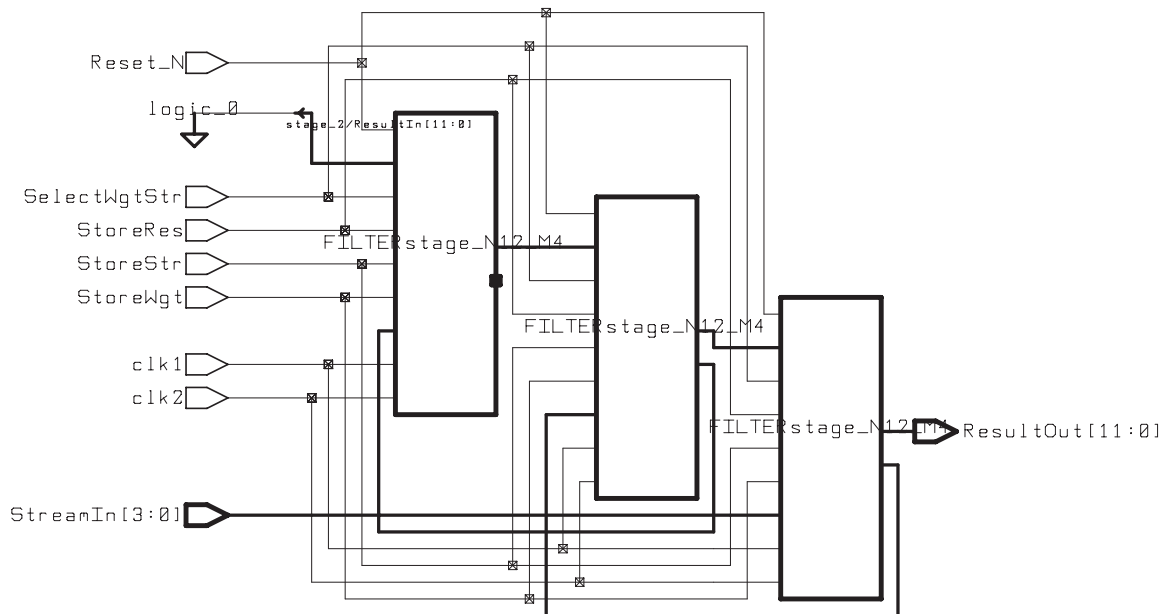 Reset_N
logic_0
stage_2/ResultIn[11:0]
SelectWgtStr
StoreRes
FILTERstage_N12_M4
StoreStr
StoreWgt
FILTERstage_N12_M4
clk1
clk2
FILTERstage_N12_M4
ResultOut[11:0]
StreamIn[3:0]